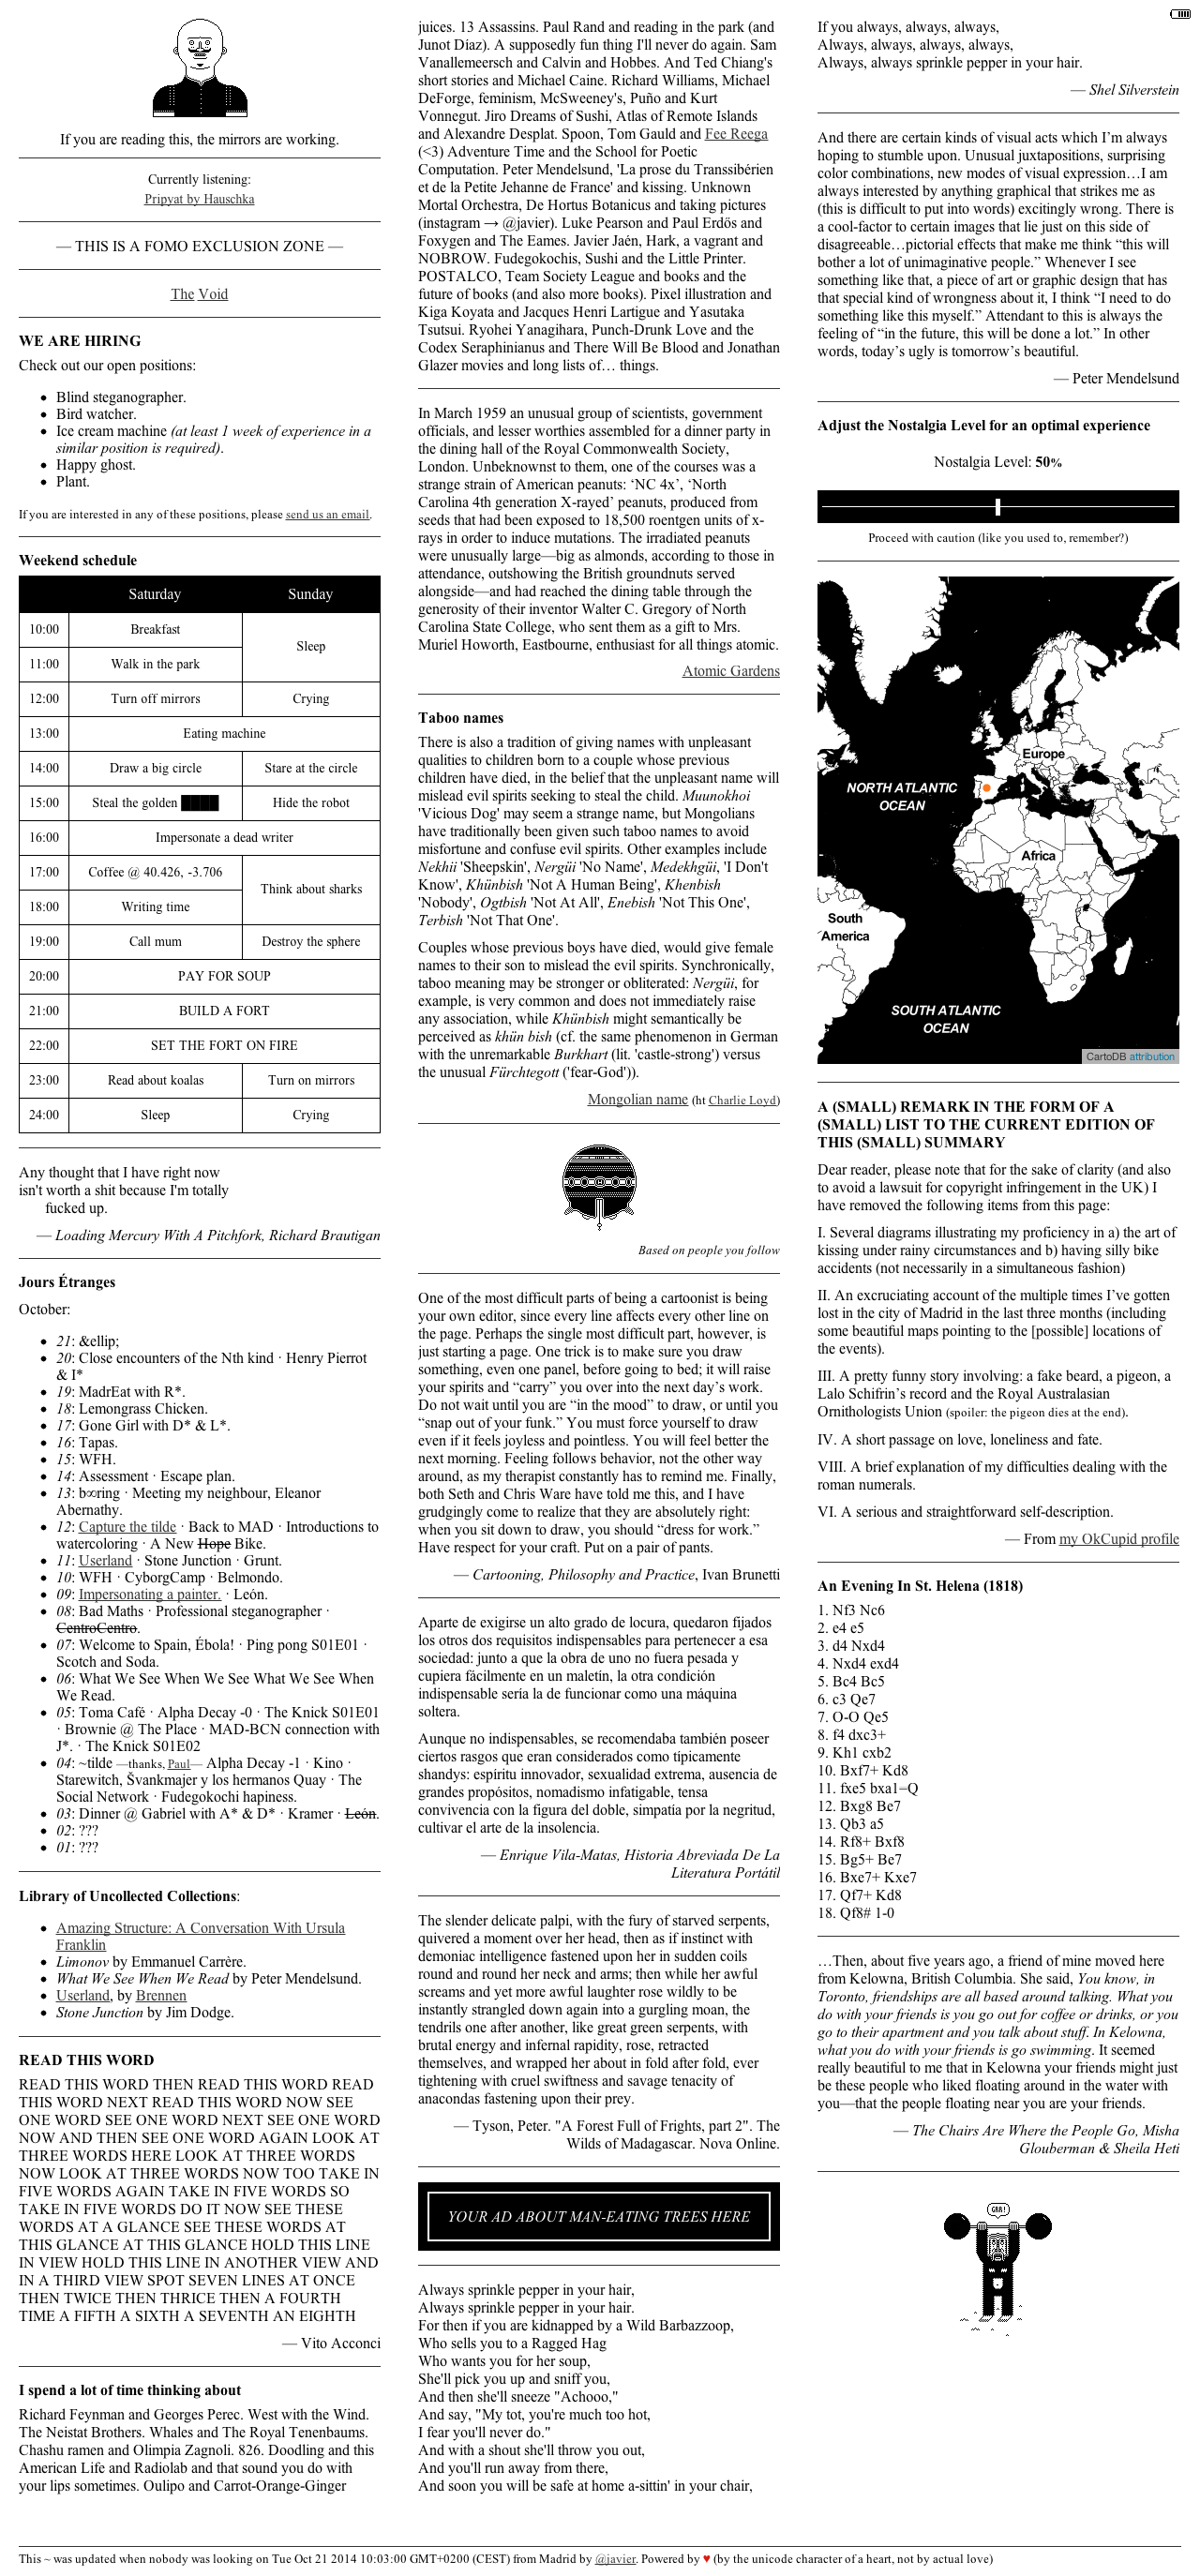 If you are reading this, the mirrors are working.
Currently listening:
Pripyat by Hauschka
— THIS IS A FOMO EXCLUSION ZONE —
The Void
WE ARE HIRING
Check out our open positions:
• Blind steganographer.
• Bird watcher.
• Ice cream machine (at least 1 week of experience in a
similar position is required).
• Happy ghost.
• Plant.
If you are interested in any of these positions, please send us an email.
Weekend schedule
Saturday Sunday
10:00 Breakfast Sleep
11:00 Walk in the park
12:00 Turn off mirrors Crying
13:00 Eating machine
14:00 Draw a big circle Stare at the circle
15:00 Steal the golden ████ Hide the robot
16:00 Impersonate a dead writer
17:00 Coffee @ 40.426, -3.706 Think about sharks
18:00 Writing time
19:00 Call mum Destroy the sphere
20:00 PAY FOR SOUP
21:00 BUILD A FORT
22:00 SET THE FORT ON FIRE
23:00 Read about koalas Turn on mirrors
24:00 Sleep Crying
Any thought that I have right now
isn't worth a shit because I'm totally
fucked up.
— Loading Mercury With A Pitchfork, Richard Brautigan
Jours Étranges
October:
• 21: &ellip;
• 20: Close encounters of the Nth kind · Henry Pierrot
& I*
• 19: MadrEat with R*.
• 18: Lemongrass Chicken.
• 17: Gone Girl with D* & L*.
• 16: Tapas.
• 15: WFH.
• 14: Assessment · Escape plan.
• 13: b∞ring · Meeting my neighbour, Eleanor
Abernathy.
• 12: Capture the tilde · Back to MAD · Introductions to
watercoloring · A New Hope Bike.
• 11: Userland · Stone Junction · Grunt.
• 10: WFH · CyborgCamp · Belmondo.
• 09: Impersonating a painter. · León.
• 08: Bad Maths · Professional steganographer ·
CentroCentro.
• 07: Welcome to Spain, Ébola! · Ping pong S01E01 ·
Scotch and Soda.
• 06: What We See When We See What We See When
We Read.
• 05: Toma Café · Alpha Decay -0 · The Knick S01E01
· Brownie @ The Place · MAD-BCN connection with
J*. · The Knick S01E02
• 04: ~tilde —thanks, Paul— Alpha Decay -1 · Kino ·
Starewitch, Švankmajer y los hermanos Quay · The
Social Network · Fudegokochi hapiness.
• 03: Dinner @ Gabriel with A* & D* · Kramer · León.
• 02: ???
• 01: ???
Library of Uncollected Collections:
• Amazing Structure: A Conversation With Ursula
Franklin
• Limonov by Emmanuel Carrère.
• What We See When We Read by Peter Mendelsund.
• Userland, by Brennen
• Stone Junction by Jim Dodge.
READ THIS WORD
READ THIS WORD THEN READ THIS WORD READ
THIS WORD NEXT READ THIS WORD NOW SEE
ONE WORD SEE ONE WORD NEXT SEE ONE WORD
NOW AND THEN SEE ONE WORD AGAIN LOOK AT
THREE WORDS HERE LOOK AT THREE WORDS
NOW LOOK AT THREE WORDS NOW TOO TAKE IN
FIVE WORDS AGAIN TAKE IN FIVE WORDS SO
TAKE IN FIVE WORDS DO IT NOW SEE THESE
WORDS AT A GLANCE SEE THESE WORDS AT
THIS GLANCE AT THIS GLANCE HOLD THIS LINE
IN VIEW HOLD THIS LINE IN ANOTHER VIEW AND
IN A THIRD VIEW SPOT SEVEN LINES AT ONCE
THEN TWICE THEN THRICE THEN A FOURTH
TIME A FIFTH A SIXTH A SEVENTH AN EIGHTH
— Vito Acconci
I spend a lot of time thinking about
Richard Feynman and Georges Perec. West with the Wind.
The Neistat Brothers. Whales and The Royal Tenenbaums.
Chashu ramen and Olimpia Zagnoli. 826. Doodling and this
American Life and Radiolab and that sound you do with
your lips sometimes. Oulipo and Carrot-Orange-Ginger
juices. 13 Assassins. Paul Rand and reading in the park (and
Junot Díaz). A supposedly fun thing I'll never do again. Sam
Vanallemeersch and Calvin and Hobbes. And Ted Chiang's
short stories and Michael Caine. Richard Williams, Michael
DeForge, feminism, McSweeney's, Puño and Kurt
Vonnegut. Jiro Dreams of Sushi, Atlas of Remote Islands
and Alexandre Desplat. Spoon, Tom Gauld and Fee Reega
(<3) Adventure Time and the School for Poetic
Computation. Peter Mendelsund, 'La prose du Transsibérien
et de la Petite Jehanne de France' and kissing. Unknown
Mortal Orchestra, De Hortus Botanicus and taking pictures
(instagram → @javier). Luke Pearson and Paul Erdős and
Foxygen and The Eames. Javier Jaén, Hark, a vagrant and
NOBROW. Fudegokochis, Sushi and the Little Printer.
POSTALCO, Team Society League and books and the
future of books (and also more books). Pixel illustration and
Kiga Koyata and Jacques Henri Lartigue and Yasutaka
Tsutsui. Ryohei Yanagihara, Punch-Drunk Love and the
Codex Seraphinianus and There Will Be Blood and Jonathan
Glazer movies and long lists of… things.
In March 1959 an unusual group of scientists, government
officials, and lesser worthies assembled for a dinner party in
the dining hall of the Royal Commonwealth Society,
London. Unbeknownst to them, one of the courses was a
strange strain of American peanuts: ‘NC 4x’, ‘North
Carolina 4th generation X-rayed’ peanuts, produced from
seeds that had been exposed to 18,500 roentgen units of x-
rays in order to induce mutations. The irradiated peanuts
were unusually large—big as almonds, according to those in
attendance, outshowing the British groundnuts served
alongside—and had reached the dining table through the
generosity of their inventor Walter C. Gregory of North
Carolina State College, who sent them as a gift to Mrs.
Muriel Howorth, Eastbourne, enthusiast for all things atomic.
Atomic Gardens
Taboo names
There is also a tradition of giving names with unpleasant
qualities to children born to a couple whose previous
children have died, in the belief that the unpleasant name will
mislead evil spirits seeking to steal the child. Muunokhoi
'Vicious Dog' may seem a strange name, but Mongolians
have traditionally been given such taboo names to avoid
misfortune and confuse evil spirits. Other examples include
Nekhii 'Sheepskin', Nergüi 'No Name', Medekhgüi, 'I Don't
Know', Khünbish 'Not A Human Being', Khenbish
'Nobody', Ogtbish 'Not At All', Enebish 'Not This One',
Terbish 'Not That One'.
Couples whose previous boys have died, would give female
names to their son to mislead the evil spirits. Synchronically,
taboo meaning may be stronger or obliterated: Nergüi, for
example, is very common and does not immediately raise
any association, while Khünbish might semantically be
perceived as khün bish (cf. the same phenomenon in German
with the unremarkable Burkhart (lit. 'castle-strong') versus
the unusual Fürchtegott ('fear-God')).
Mongolian name (ht Charlie Loyd)
Based on people you follow
One of the most difficult parts of being a cartoonist is being
your own editor, since every line affects every other line on
the page. Perhaps the single most difficult part, however, is
just starting a page. One trick is to make sure you draw
something, even one panel, before going to bed; it will raise
your spirits and “carry” you over into the next day’s work.
Do not wait until you are “in the mood” to draw, or until you
“snap out of your funk.” You must force yourself to draw
even if it feels joyless and pointless. You will feel better the
next morning. Feeling follows behavior, not the other way
around, as my therapist constantly has to remind me. Finally,
both Seth and Chris Ware have told me this, and I have
grudgingly come to realize that they are absolutely right:
when you sit down to draw, you should “dress for work.”
Have respect for your craft. Put on a pair of pants.
— Cartooning, Philosophy and Practice, Ivan Brunetti
Aparte de exigirse un alto grado de locura, quedaron fijados
los otros dos requisitos indispensables para pertenecer a esa
sociedad: junto a que la obra de uno no fuera pesada y
cupiera fácilmente en un maletín, la otra condición
indispensable sería la de funcionar como una máquina
soltera.
Aunque no indispensables, se recomendaba también poseer
ciertos rasgos que eran considerados como típicamente
shandys: espíritu innovador, sexualidad extrema, ausencia de
grandes propósitos, nomadismo infatigable, tensa
convivencia con la figura del doble, simpatía por la negritud,
cultivar el arte de la insolencia.
— Enrique Vila-Matas, Historia Abreviada De La
Literatura Portátil
The slender delicate palpi, with the fury of starved serpents,
quivered a moment over her head, then as if instinct with
demoniac intelligence fastened upon her in sudden coils
round and round her neck and arms; then while her awful
screams and yet more awful laughter rose wildly to be
instantly strangled down again into a gurgling moan, the
tendrils one after another, like great green serpents, with
brutal energy and infernal rapidity, rose, retracted
themselves, and wrapped her about in fold after fold, ever
tightening with cruel swiftness and savage tenacity of
anacondas fastening upon their prey.
— Tyson, Peter. "A Forest Full of Frights, part 2". The
Wilds of Madagascar. Nova Online.
YOUR AD ABOUT MAN-EATING TREES HERE
Always sprinkle pepper in your hair,
Always sprinkle pepper in your hair.
For then if you are kidnapped by a Wild Barbazzoop,
Who sells you to a Ragged Hag
Who wants you for her soup,
She'll pick you up and sniff you,
And then she'll sneeze "Achooo,"
And say, "My tot, you're much too hot,
I fear you'll never do."
And with a shout she'll throw you out,
And you'll run away from there,
And soon you will be safe at home a-sittin' in your chair,
If you always, always, always,
Always, always, always, always,
Always, always sprinkle pepper in your hair.
— Shel Silverstein
And there are certain kinds of visual acts which I’m always
hoping to stumble upon. Unusual juxtapositions, surprising
color combinations, new modes of visual expression…I am
always interested by anything graphical that strikes me as
(this is difficult to put into words) excitingly wrong. There is
a cool-factor to certain images that lie just on this side of
disagreeable…pictorial effects that make me think “this will
bother a lot of unimaginative people.” Whenever I see
something like that, a piece of art or graphic design that has
that special kind of wrongness about it, I think “I need to do
something like this myself.” Attendant to this is always the
feeling of “in the future, this will be done a lot.” In other
words, today’s ugly is tomorrow’s beautiful.
— Peter Mendelsund
Adjust the Nostalgia Level for an optimal experience
Nostalgia Level: 50%
Proceed with caution (like you used to, remember?)
Europe
NORTH ATLANTIC
OCEAN
Africa
South
America
SOUTH ATLANTIC
OCEAN
CartoDB attribution
A (SMALL) REMARK IN THE FORM OF A
(SMALL) LIST TO THE CURRENT EDITION OF
THIS (SMALL) SUMMARY
Dear reader, please note that for the sake of clarity (and also
to avoid a lawsuit for copyright infringement in the UK) I
have removed the following items from this page:
I. Several diagrams illustrating my proficiency in a) the art of
kissing under rainy circumstances and b) having silly bike
accidents (not necessarily in a simultaneous fashion)
II. An excruciating account of the multiple times I’ve gotten
lost in the city of Madrid in the last three months (including
some beautiful maps pointing to the [possible] locations of
the events).
III. A pretty funny story involving: a fake beard, a pigeon, a
Lalo Schifrin’s record and the Royal Australasian
Ornithologists Union (spoiler: the pigeon dies at the end).
IV. A short passage on love, loneliness and fate.
VIII. A brief explanation of my difficulties dealing with the
roman numerals.
VI. A serious and straightforward self-description.
— From my OkCupid profile
An Evening In St. Helena (1818)
1. Nf3 Nc6
2. e4 e5
3. d4 Nxd4
4. Nxd4 exd4
5. Bc4 Bc5
6. c3 Qe7
7. O-O Qe5
8. f4 dxc3+
9. Kh1 cxb2
10. Bxf7+ Kd8
11. fxe5 bxa1=Q
12. Bxg8 Be7
13. Qb3 a5
14. Rf8+ Bxf8
15. Bg5+ Be7
16. Bxe7+ Kxe7
17. Qf7+ Kd8
18. Qf8# 1-0
…Then, about five years ago, a friend of mine moved here
from Kelowna, British Columbia. She said, You know, in
Toronto, friendships are all based around talking. What you
do with your friends is you go out for coffee or drinks, or you
go to their apartment and you talk about stuff. In Kelowna,
what you do with your friends is go swimming. It seemed
really beautiful to me that in Kelowna your friends might just
be these people who liked floating around in the water with
you—that the people floating near you are your friends.
— The Chairs Are Where the People Go, Misha
Glouberman & Sheila Heti
GRR!
This ~ was updated when nobody was looking on Tue Oct 21 2014 10:03:00 GMT+0200 (CEST) from Madrid by @javier. Powered by ♥ (by the unicode character of a heart, not by actual love)